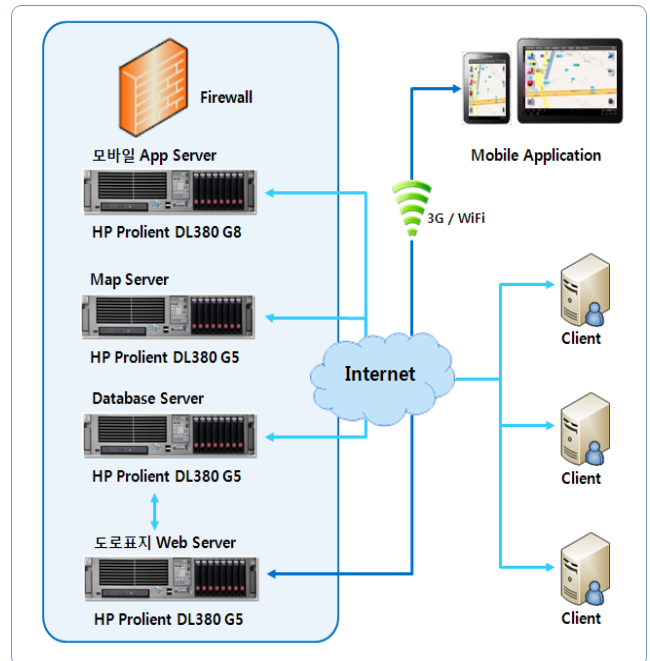 Firewall
모바일 App Server
HP Prolient DL380 G8
Map Server
HP Prolient DL380 G5
Database Server
HP Prolient DL380 G5
도로표지 Web Server
HP Prolient DL380 G5
Internet
3G / WiFi
Mobile Application
Client
Client
Client